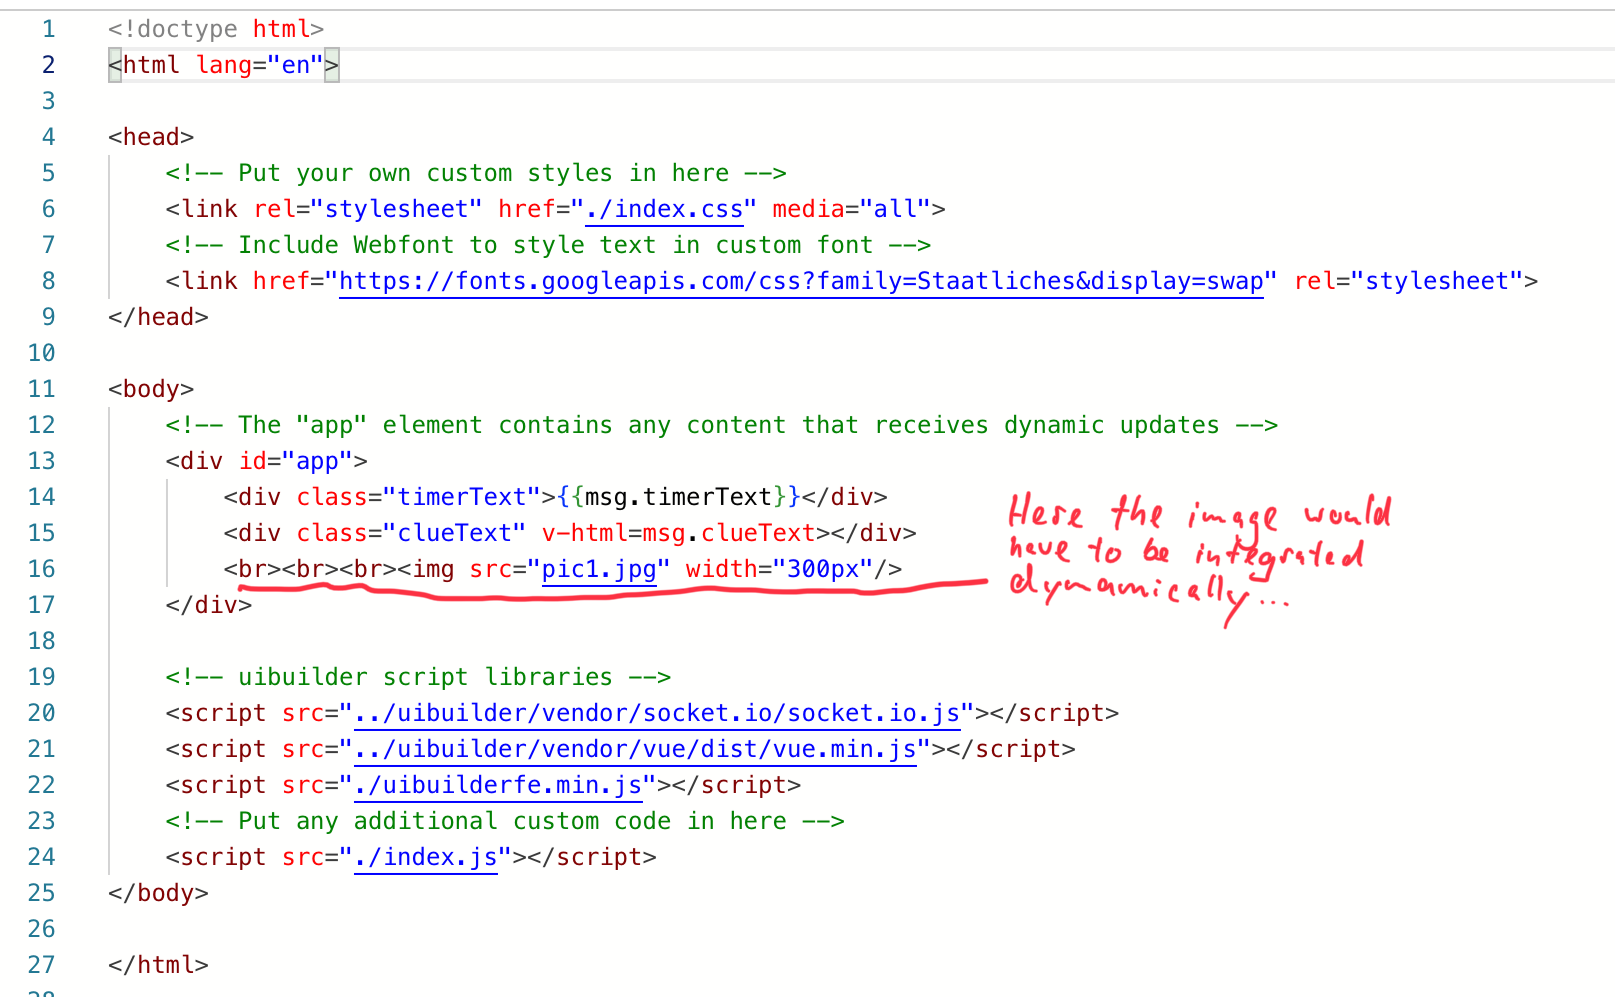 1 <!doctype html>
2 <html lang="en">
3
4 <head>
5 <!-- Put your own custom styles in here -->
6 <link rel="stylesheet" href="./index.css" media="all">
7 <!-- Include Webfont to style text in custom font -->
8 <link href="https://fonts.googleapis.com/css?family=Staatliches&display=swap" rel="stylesheet">
9 </head>
10
11 <body>
12 <!-- The "app" element contains any content that receives dynamic updates -->
13 <div id="app">
14 <div class="timerText">{{msg.timerText}}</div>
15 <div class="clueText" v-html=msg.clueText></div>
16 <br><br><br><img src="pic1.jpg" width="300px"/>
Here the image would
have to be integrated
dynamically...
17 </div>
18
19 <!-- uibuilder script libraries -->
20 <script src="../uibuilder/vendor/socket.io/socket.io.js"></script>
21 <script src="../uibuilder/vendor/vue/dist/vue.min.js"></script>
22 <script src="./uibuilderfe.min.js"></script>
23 <!-- Put any additional custom code in here -->
24 <script src="./index.js"></script>
25 </body>
26
27 </html>
28